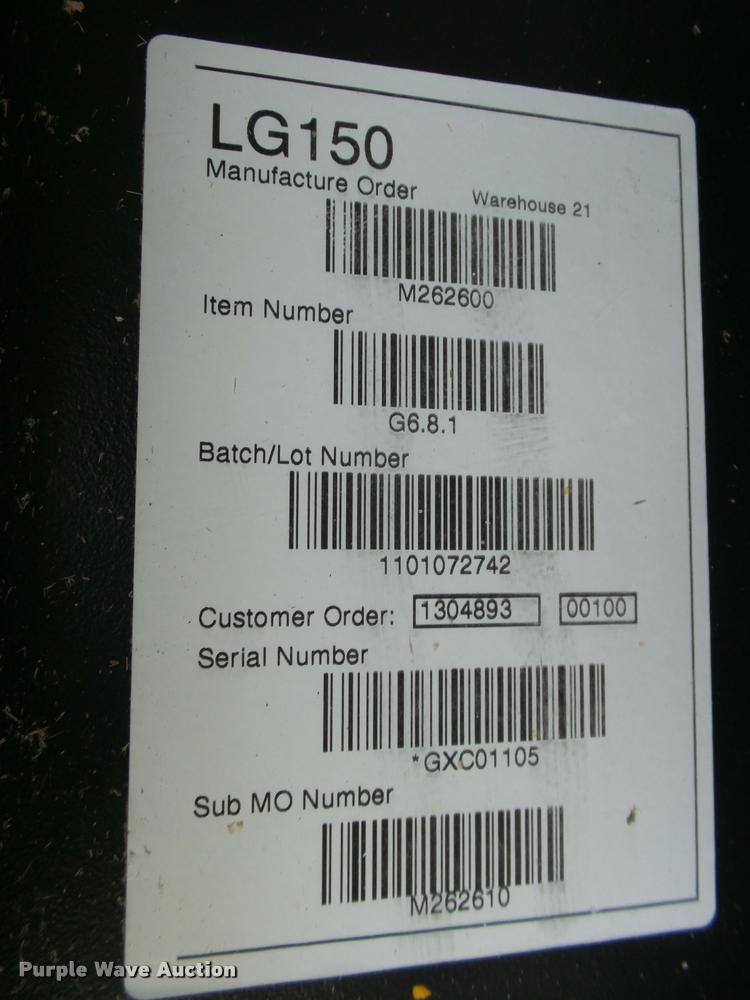 LG150
Manufacture Order
Warehouse 21
M262600
Item Number
G6.8.1
Batch/Lot Number
1101072742
Customer Order: 1304893 00100
Serial Number
*GXC01105
Sub MO Number
M262610
Purple Wave Auction